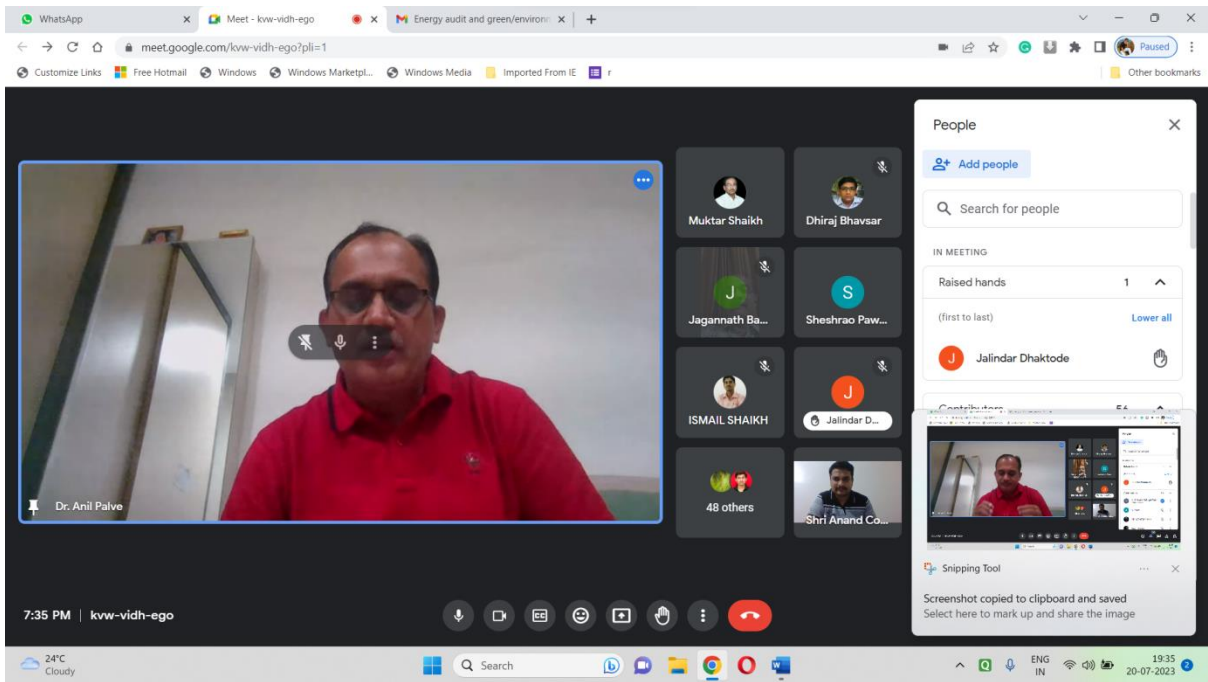 WhatsApp
Meet - kvw-vidh-ego
Energy audit and green/environ
meet.google.com/kvw-vidh-ego?pli=1
Paused
Customize Links
Free Hotmail
Windows
Windows Marketpl...
Windows Media
Imported From IE
r
Other bookmarks
Dr. Anil Palve
Muktar Shaikh
Dhiraj Bhavsar
J
Jagannath Ba...
S
Sheshrao Paw...
ISMAIL SHAIKH
J
Jalindar D...
48 others
Shri Anand Co...
People
Add people
Search for people
IN MEETING
Raised hands 1
(first to last) Lower all
J Jalindar Dhaktode
Contributors 56
Snipping Tool
Screenshot copied to clipboard and saved
Select here to mark up and share the image
7:35 PM | kvw-vidh-ego
24°C
Cloudy
Search
ENG
IN
19:35
20-07-2023
2